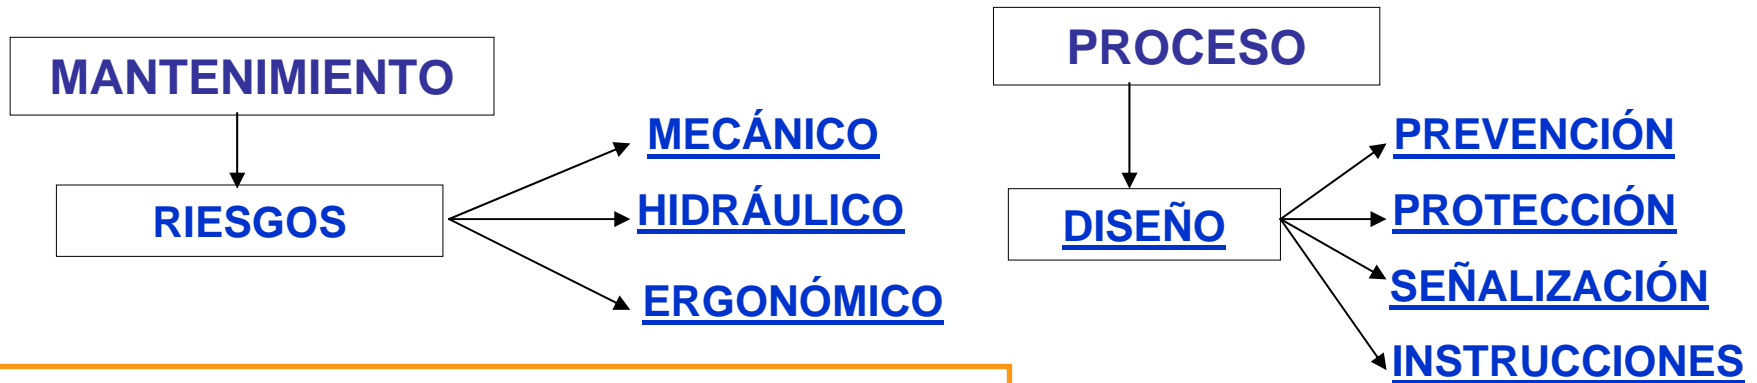 MANTENIMIENTO
RIESGOS
MECÁNICO
HIDRÁULICO
ERGONÓMICO
PROCESO
DISEÑO
PREVENCIÓN
PROTECCIÓN
SEÑALIZACIÓN
INSTRUCCIONES